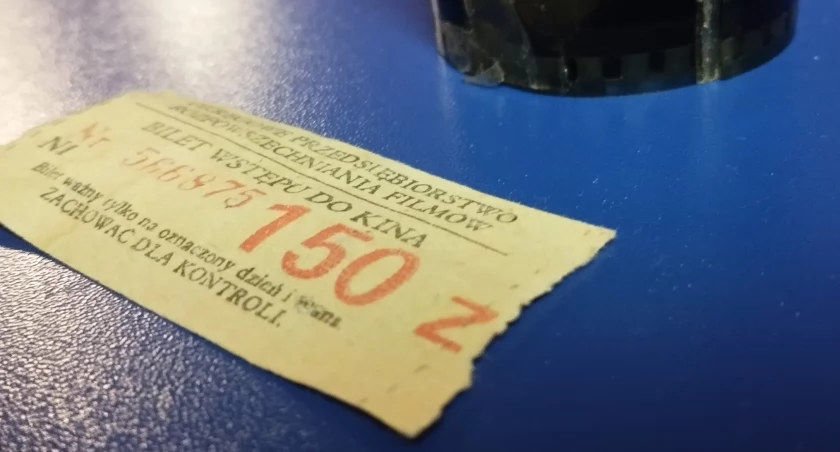 PRZEDSIĘBIORSTWO
ROZPOWSZECHNIANIA FILMÓW
BILET WSTĘPU DO KINA
Nr 566875
NI
150 Z
Bilet ważny tylko na oznaczony dzień i seans.
ZACHOWAĆ DLA KONTROLI.